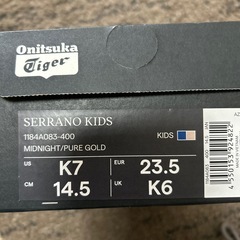 Onitsuka
Tiger
SERRANO KIDS
1184A083-400
KIDS
MIDNIGHT/PURE GOLD
US K7 EUR 23.5
CM 14.5 UK K6
4550153924822